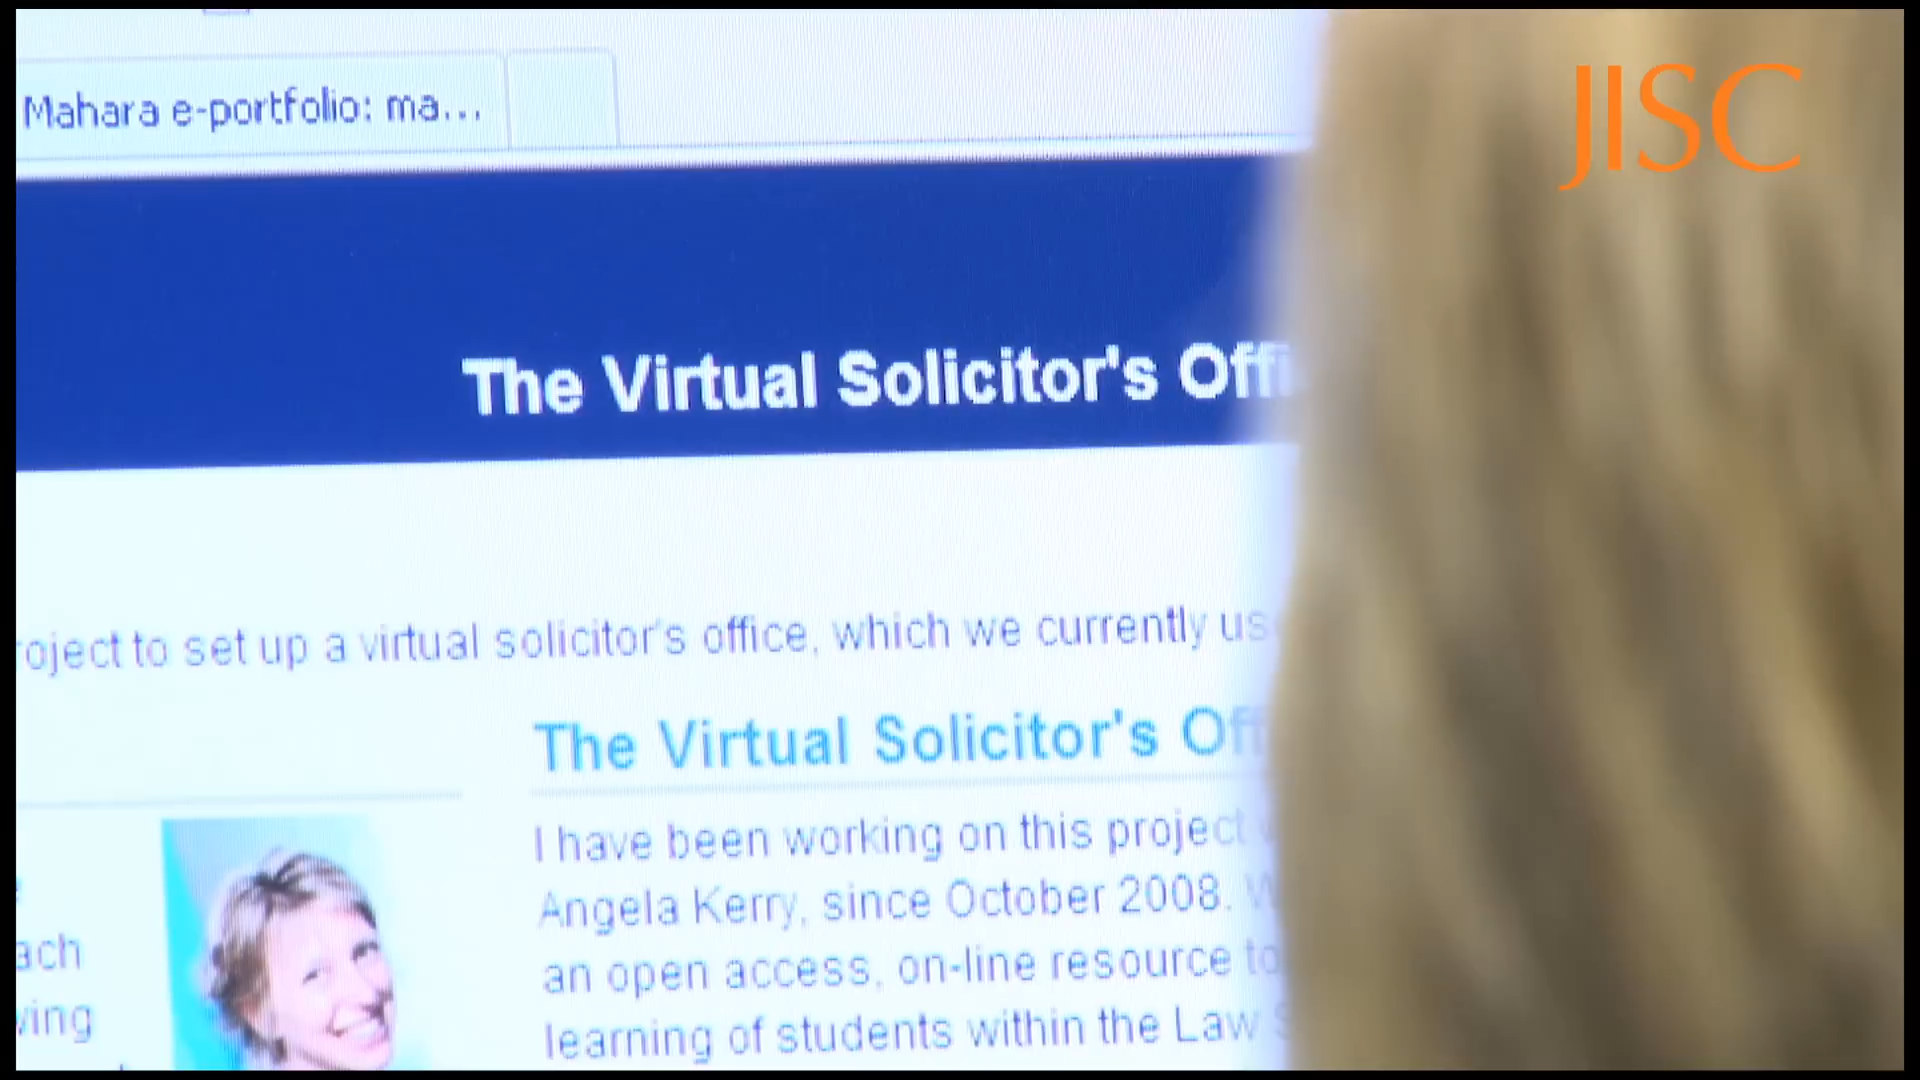 JISC
Mahara e-portfolio: ma...
The Virtual Solicitor's Offi
roject to set up a virtual solicitor's office, which we currently us
The Virtual Solicitor's Off
I have been working on this project
Angela Kerry, since October 2008. W
an open access, on-line resource to
learning of students within the Law S
ach
ving